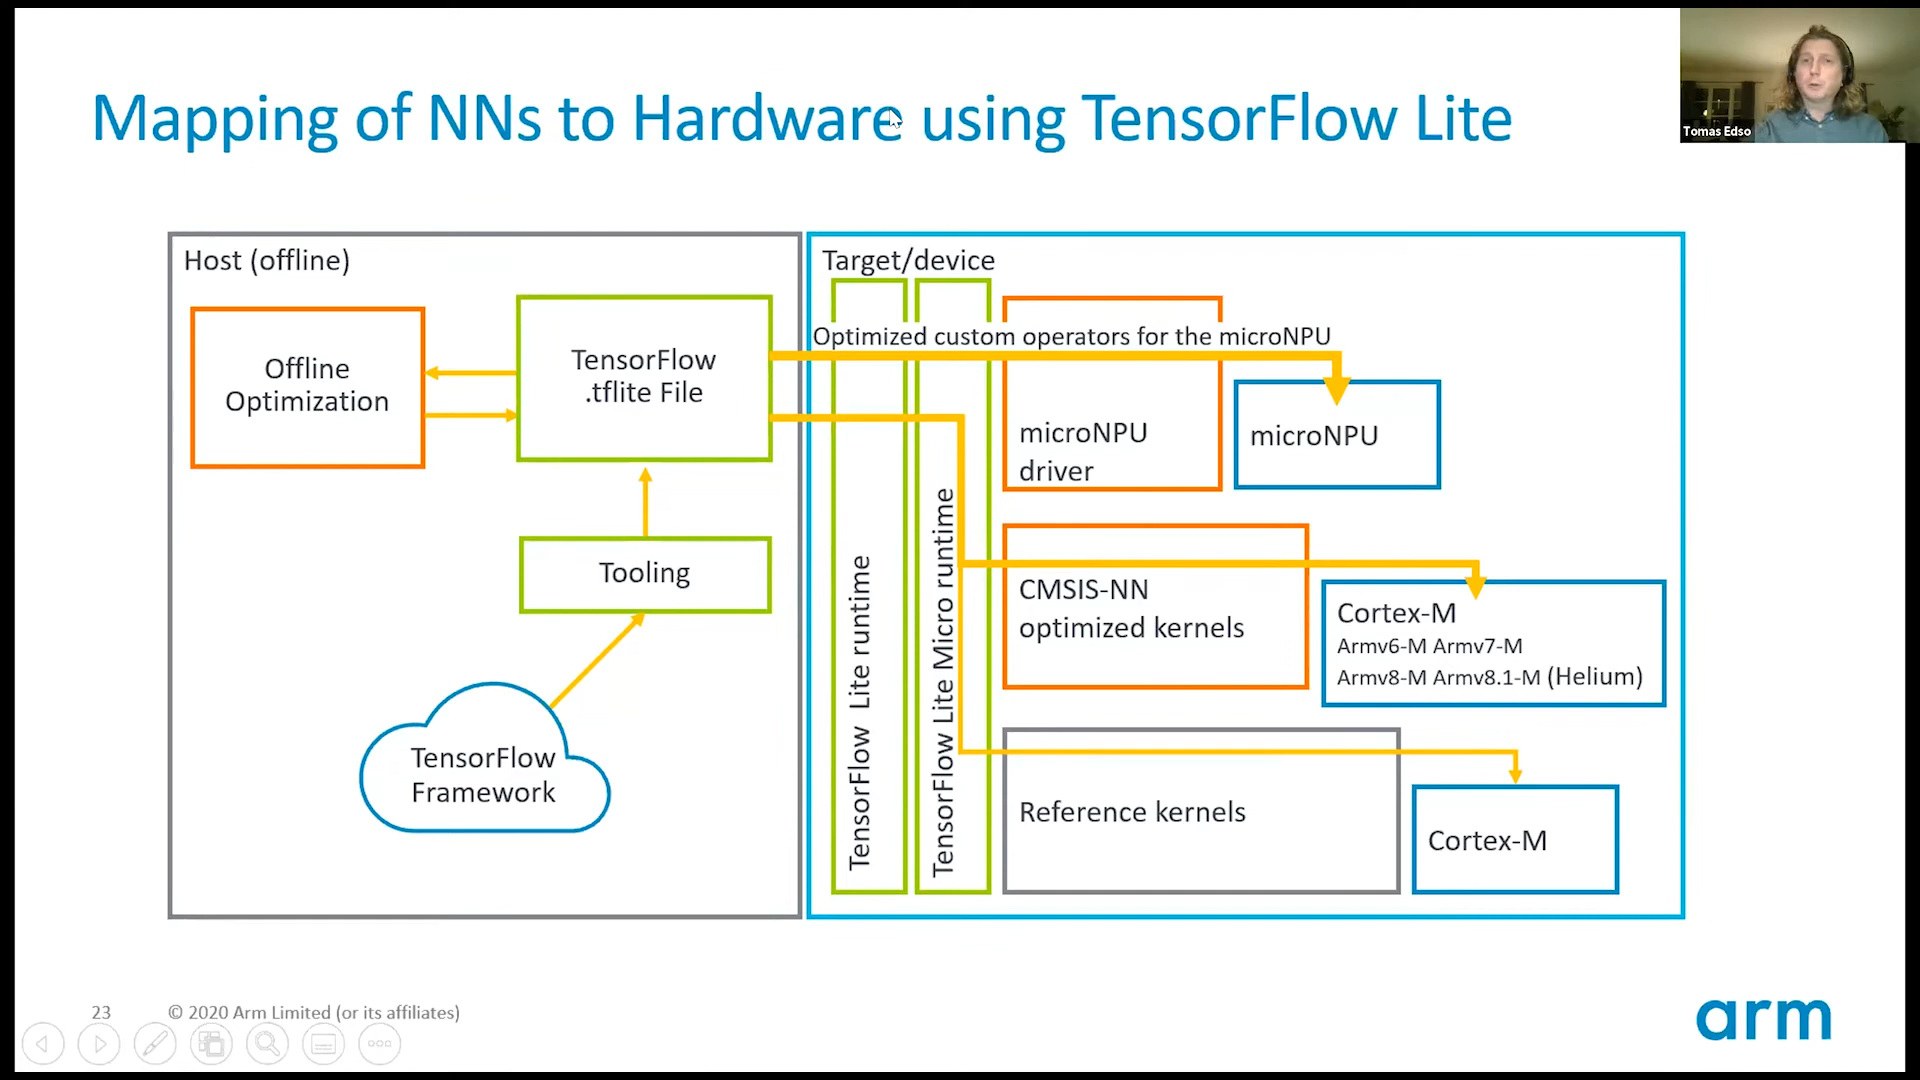 Mapping of NNs to Hardware using TensorFlow Lite
Tomas Edso
Host (offline)
Offline
Optimization
TensorFlow
.tflite File
Tooling
TensorFlow
Framework
Target/device
Optimized custom operators for the microNPU
TensorFlow Lite runtime
TensorFlow Lite Micro runtime
microNPU
driver
microNPU
CMSIS-NN
optimized kernels
Cortex-M
Armv6-M Armv7-M
Armv8-M Armv8.1-M (Helium)
Reference kernels
Cortex-M
23
© 2020 Arm Limited (or its affiliates)
arm